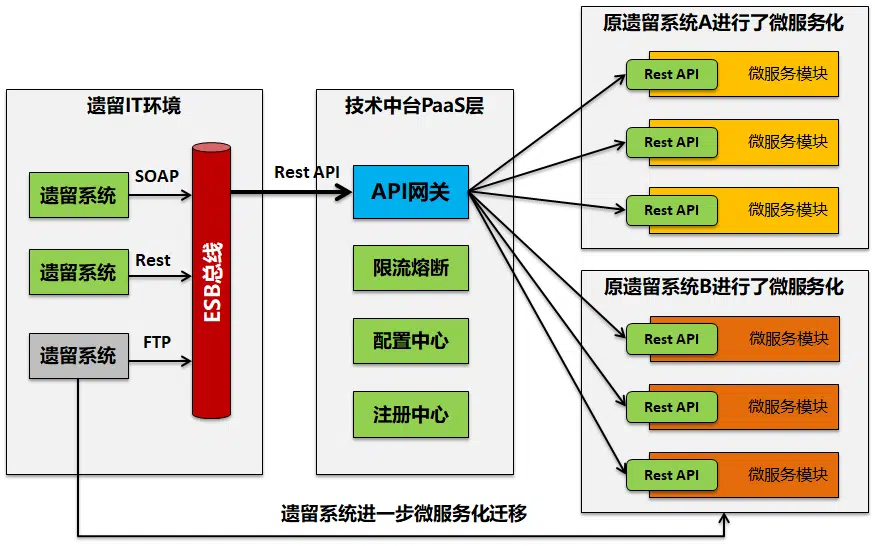 遗留IT环境
遗留系统
SOAP
遗留系统
Rest
遗留系统
FTP
ESB总线
Rest API
技术中台PaaS层
API网关
限流熔断
配置中心
注册中心
原遗留系统A进行了微服务化
Rest API 微服务模块
Rest API 微服务模块
Rest API 微服务模块
原遗留系统B进行了微服务化
Rest API 微服务模块
Rest API 微服务模块
Rest API 微服务模块
遗留系统进一步微服务化迁移